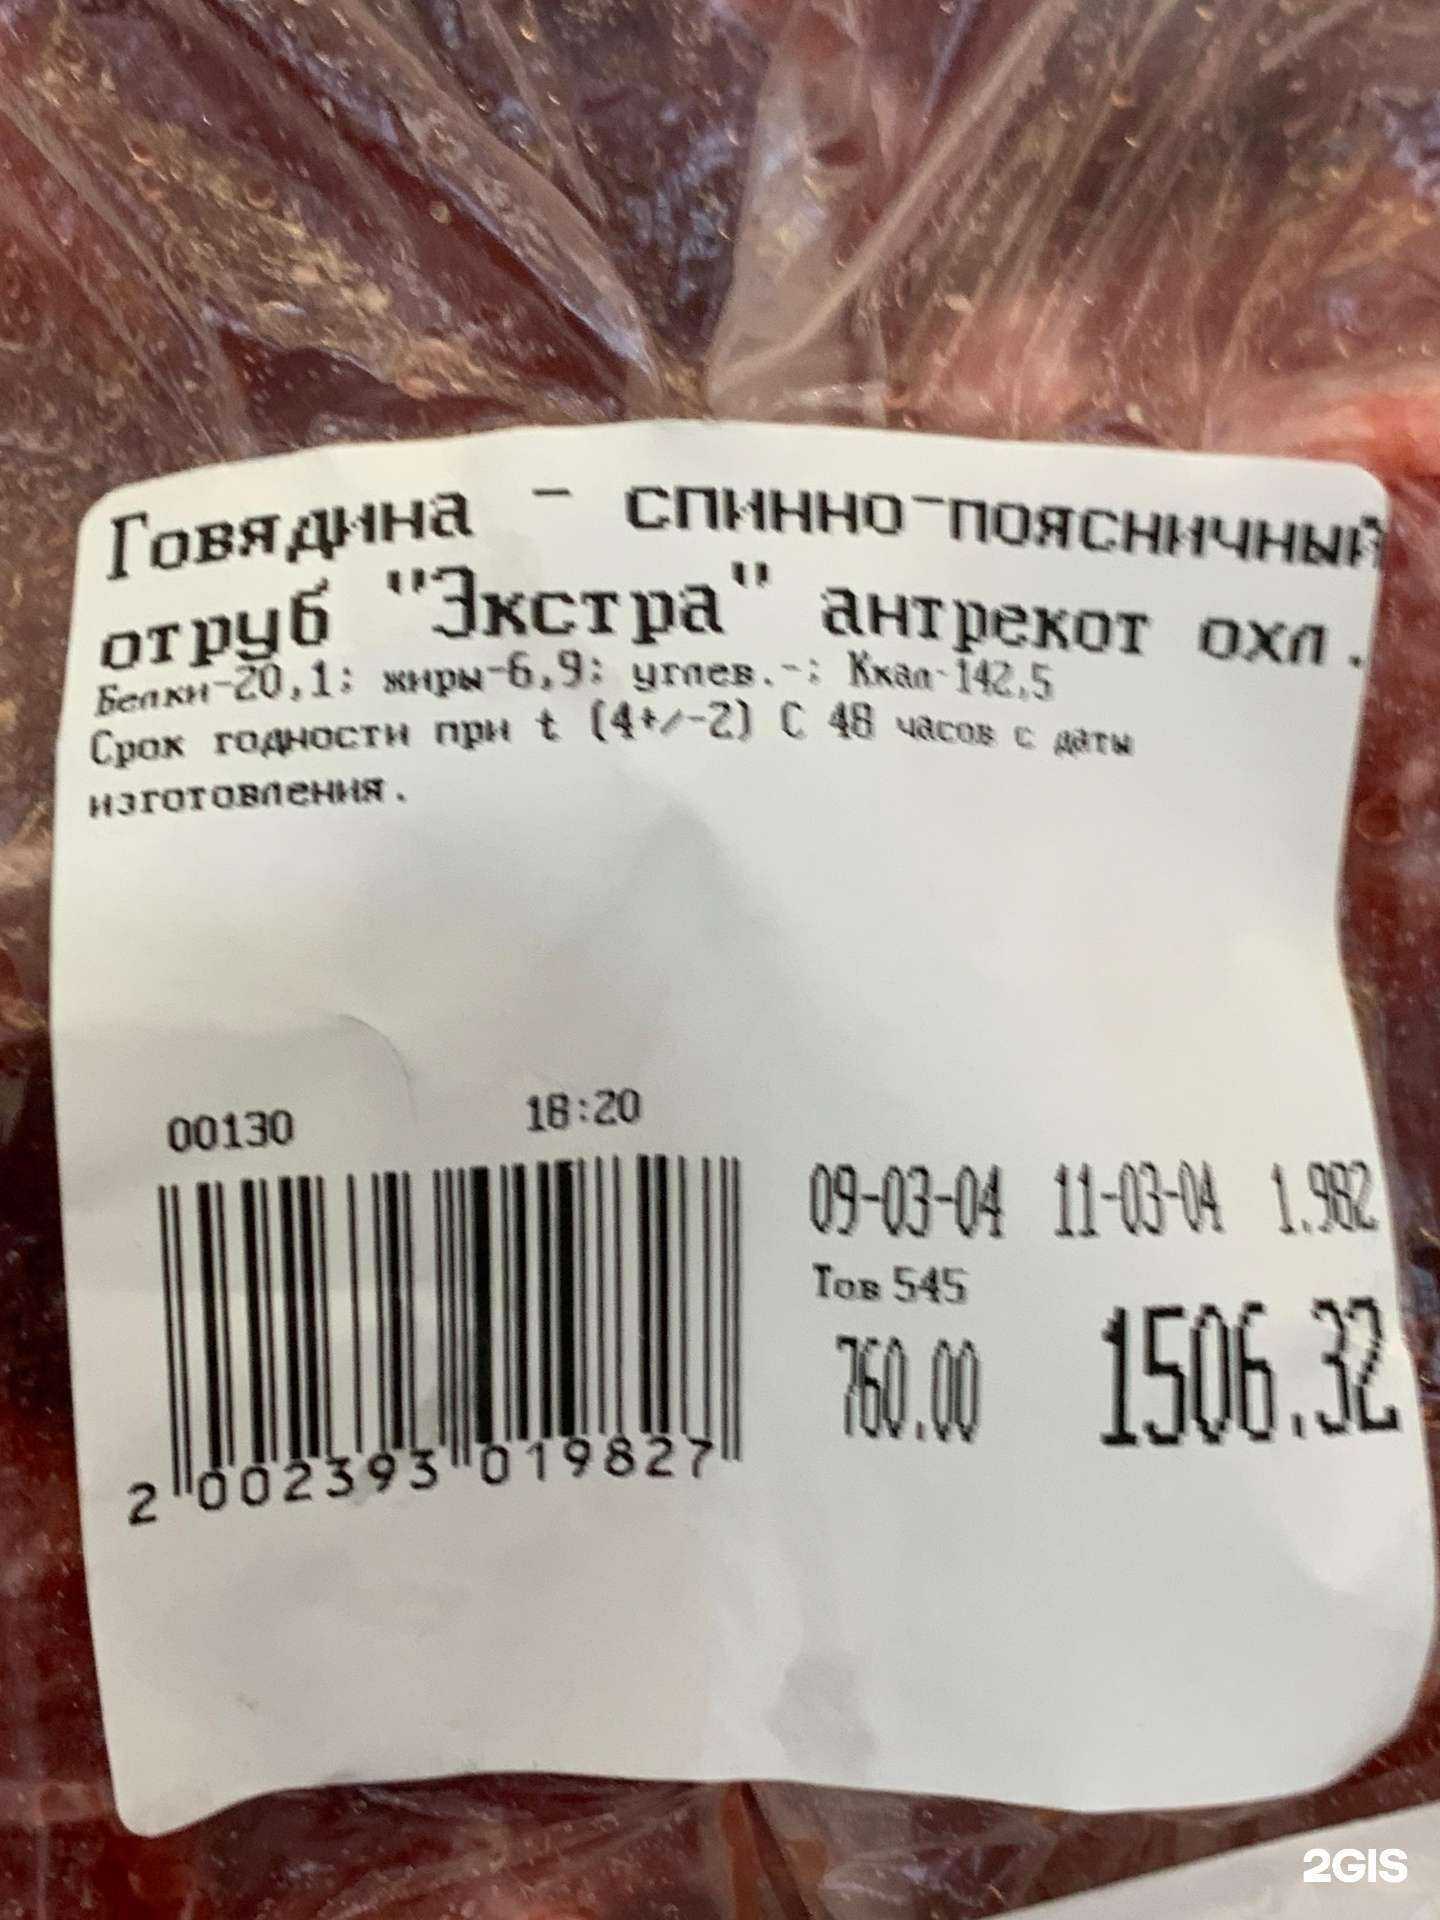 Говядина - спинно-поясничный
отруб "Экстра" антрекот охл.
Белки-20,1; жиры-6,9; углев.-; Ккал-142,5
Срок годности при t (4+/-2) С 48 часов с даты
изготовления.
00130 18:20
09-03-04 11-03-04 1.982
Тов 545
760.00 1506.32
2 002393 019827
2GIS